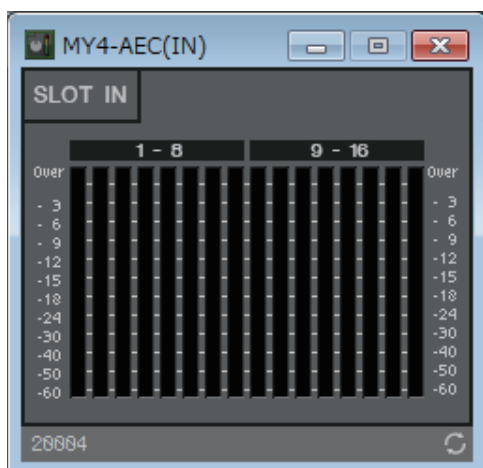 MY4-AEC(IN)
SLOT IN
1 - 8 9 - 16
Over Over
- 3 - 3
- 6 - 6
- 9 - 9
-12 -12
-15 -15
-18 -18
-24 -24
-30 -30
-40 -40
-50 -50
-60 -60
20004